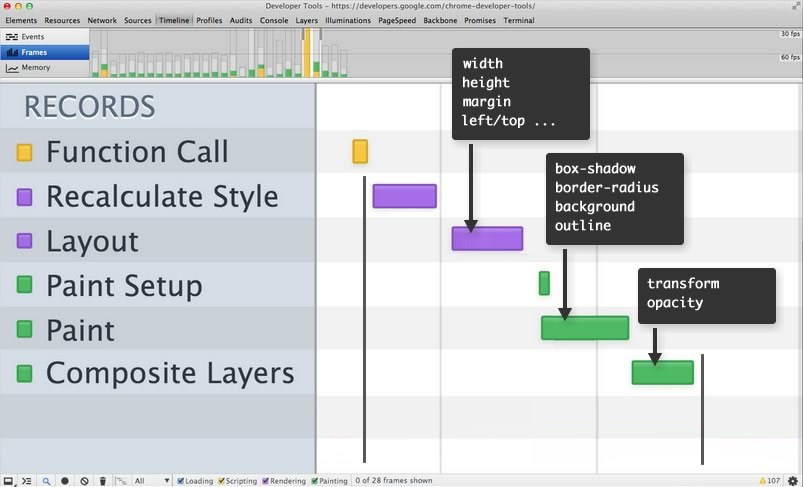 Developer Tools - https://developers.google.com/chrome-developer-tools/
Elements Resources Network Sources Timeline Profiles Audits Console Layers Illuminations PageSpeed Backbone Promises Terminal
Events
Frames
Memory
30 fps
60 fps
RECORDS
Function Call
Recalculate Style
Layout
Paint Setup
Paint
Composite Layers
width
height
margin
left/top ...
box-shadow
border-radius
background
outline
transform
opacity
All Loading Scripting Rendering Painting 0 of 28 frames shown 107